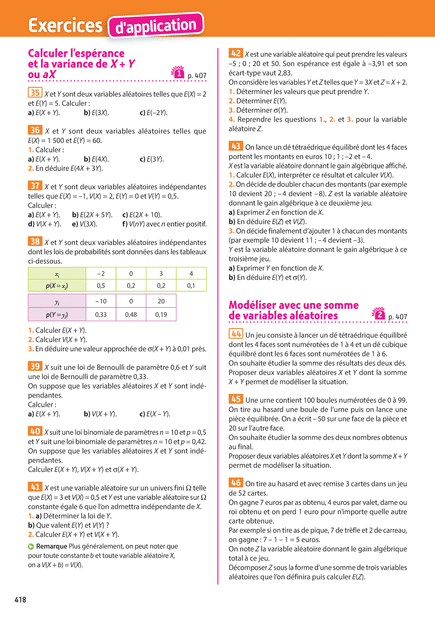 Exercices d'application
Calculer l'espérance
et la variance de X + Y
ou aX
1 p. 407
35 X et Y sont deux variables aléatoires telles que E(X) = 2
et E(Y) = 5. Calculer :
a) E(X + Y). b) E(3X). c) E(–2Y).
36 X et Y sont deux variables aléatoires telles que
E(X) = 1 500 et E(Y) = 60.
1. Calculer :
a) E(X + Y). b) E(4X). c) E(3Y).
2. En déduire E(4X + 3Y).
37 X et Y sont deux variables aléatoires indépendantes
telles que E(X) = –1, V(X) = 2, E(Y) = 0 et V(Y) = 0,5.
Calculer :
a) E(X + Y). b) E(2X + 5Y). c) E(2X + 10).
d) V(X + Y). e) V(3X). f) V(nY) avec n entier positif.
38 X et Y sont deux variables aléatoires indépendantes
dont les lois de probabilités sont données dans les tableaux
ci-dessous.
xi –2 0 3 4
p(X = xi) 0,5 0,2 0,2 0,1
yj –10 0 20
p(Y = yj) 0,33 0,48 0,19
1. Calculer E(X + Y).
2. Calculer V(X + Y).
3. En déduire une valeur approchée de σ(X + Y) à 0,01 près.
39 X suit une loi de Bernoulli de paramètre 0,6 et Y suit
une loi de Bernoulli de paramètre 0,33.
On suppose que les variables aléatoires X et Y sont indé-
pendantes.
Calculer :
a) E(X + Y). b) V(X + Y). c) E(X – Y).
40 X suit une loi binomiale de paramètres n = 10 et p = 0,5
et Y suit une loi binomiale de paramètres n = 10 et p = 0,42.
On suppose que les variables aléatoires X et Y sont indé-
pendantes.
Calculer E(X + Y), V(X + Y) et σ(X + Y).
41 X est une variable aléatoire sur un univers fini Ω telle
que E(X) = 3 et V(X) = 0,5 et Y est une variable aléatoire sur Ω
constante égale 6 que l'on admettra indépendante de X.
1. a) Déterminer la loi de Y.
b) Que valent E(Y) et V(Y) ?
2. Calculer E(X + Y) et V(X + Y).
Remarque Plus généralement, on peut noter que
pour toute constante b et toute variable aléatoire X,
on a V(X + b) = V(X).
42 X est une variable aléatoire qui peut prendre les valeurs
–5 ; 0 ; 20 et 50. Son espérance est égale à –3,91 et son
écart-type vaut 2,83.
On considère les variables Y et Z telles que Y = 3X et Z = X + 2.
1. Déterminer les valeurs que peut prendre Y.
2. Déterminer E(Y).
3. Déterminer σ(Y).
4. Reprendre les questions 1., 2. et 3. pour la variable
aléatoire Z.
43 On lance un dé tétraédrique équilibré dont les 4 faces
portent les montants en euros 10 ; 1 ; –2 et –4.
X est la variable aléatoire donnant le gain algébrique affiché.
1. Calculer E(X), interpréter ce résultat et calculer V(X).
2. On décide de doubler chacun des montants (par exemple
10 devient 20 ; –4 devient –8). Z est la variable aléatoire
donnant le gain algébrique à ce deuxième jeu.
a) Exprimer Z en fonction de X.
b) En déduire E(Z) et V(Z).
3. On décide finalement d'ajouter 1 à chacun des montants
(par exemple 10 devient 11 ; –4 devient –3).
Y est la variable aléatoire donnant le gain algébrique à ce
troisième jeu.
a) Exprimer Y en fonction de X.
b) En déduire E(Y) et σ(Y).
Modéliser avec une somme
de variables aléatoires
2 p. 407
44 Un jeu consiste à lancer un dé tétraédrique équilibré
dont les 4 faces sont numérotées de 1 à 4 et un dé cubique
équilibré dont les 6 faces sont numérotées de 1 à 6.
On souhaite étudier la somme des résultats des deux dés.
Proposer deux variables aléatoires X et Y dont la somme
X + Y permet de modéliser la situation.
45 Une urne contient 100 boules numérotées de 0 à 99.
On tire au hasard une boule de l'urne puis on lance une
pièce équilibrée. On a écrit –50 sur une face de la pièce et
20 sur l'autre face.
On souhaite étudier la somme des deux nombres obtenus
au final.
Proposer deux variables aléatoires X et Y dont la somme X + Y
permet de modéliser la situation.
46 On tire au hasard et avec remise 3 cartes dans un jeu
de 52 cartes.
On gagne 7 euros par as obtenu, 4 euros par valet, dame ou
roi obtenu et on perd 1 euro pour n'importe quelle autre
carte obtenue.
Par exemple si on tire as de pique, 7 de trèfle et 2 de carreau,
on gagne : 7 – 1 – 1 = 5 euros.
On note Z la variable aléatoire donnant le gain algébrique
total à ce jeu.
Décomposer Z sous la forme d'une somme de trois variables
aléatoires que l'on définira puis calculer E(Z).
418